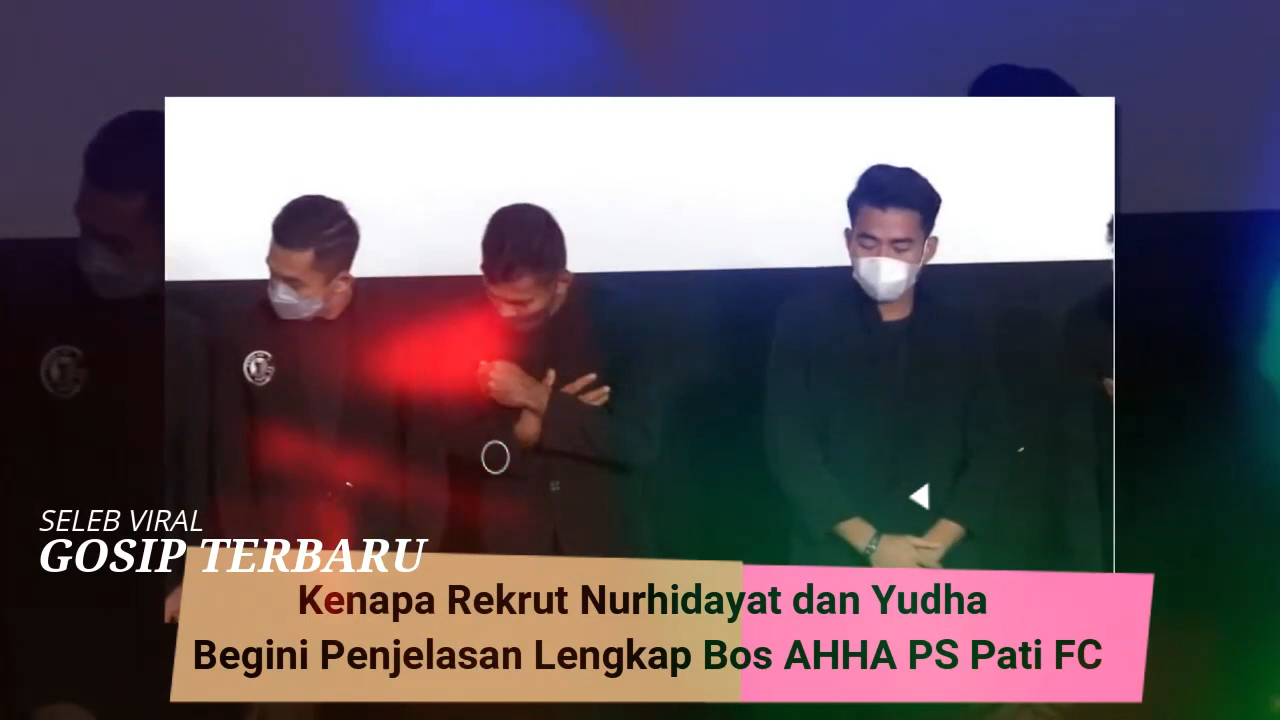 SELEB VIRAL
GOSIP TERBARU
Kenapa Rekrut Nurhidayat dan Yudha
Begini Penjelasan Lengkap Bos AHHA PS Pati FC